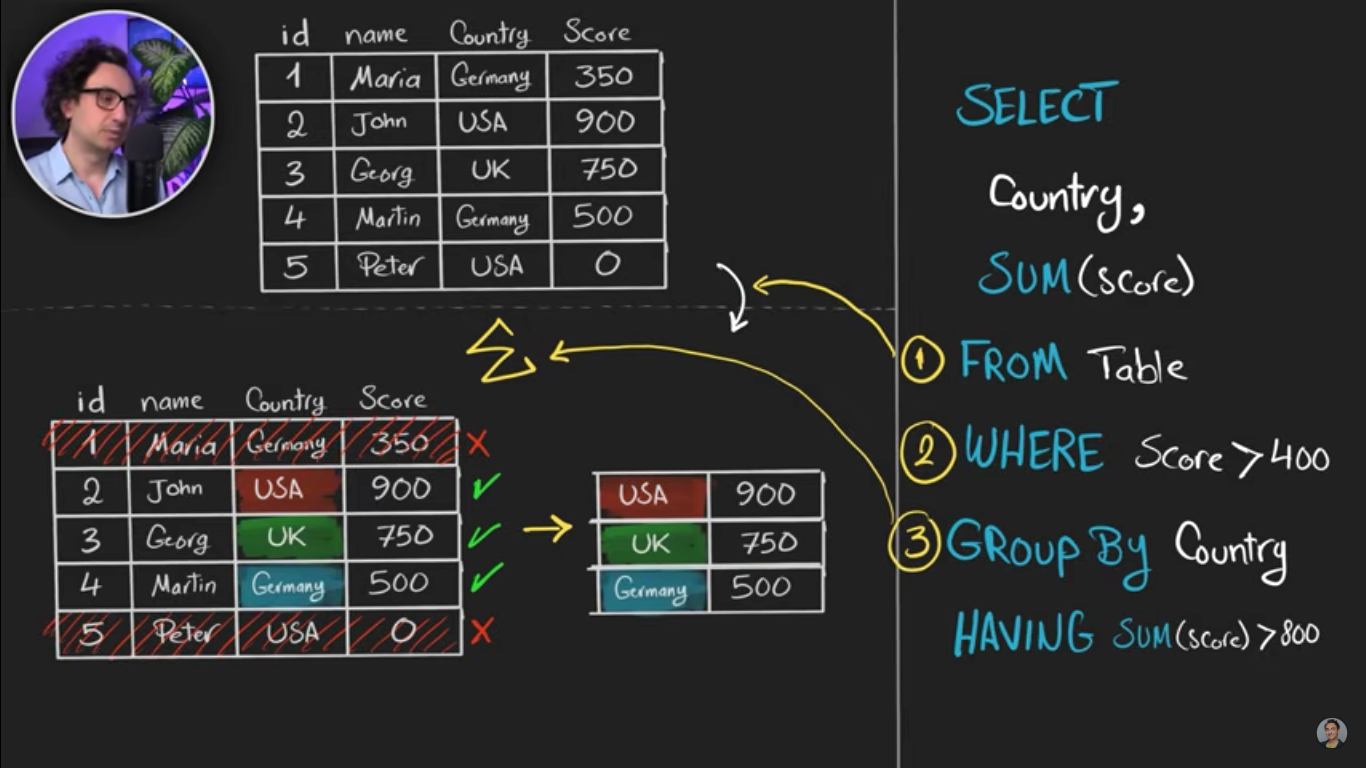 id name Country Score
1 Maria Germany 350
2 John USA 900
3 Georg UK 750
4 Martin Germany 500
5 Peter USA 0
id name Country Score
1 Maria Germany 350
2 John USA 900
3 Georg UK 750
4 Martin Germany 500
5 Peter USA 0
USA 900
UK 750
Germany 500
SELECT
Country,
SUM(score)
1 FROM Table
2 WHERE Score > 400
3 GROUP BY Country
HAVING SUM(score) > 800